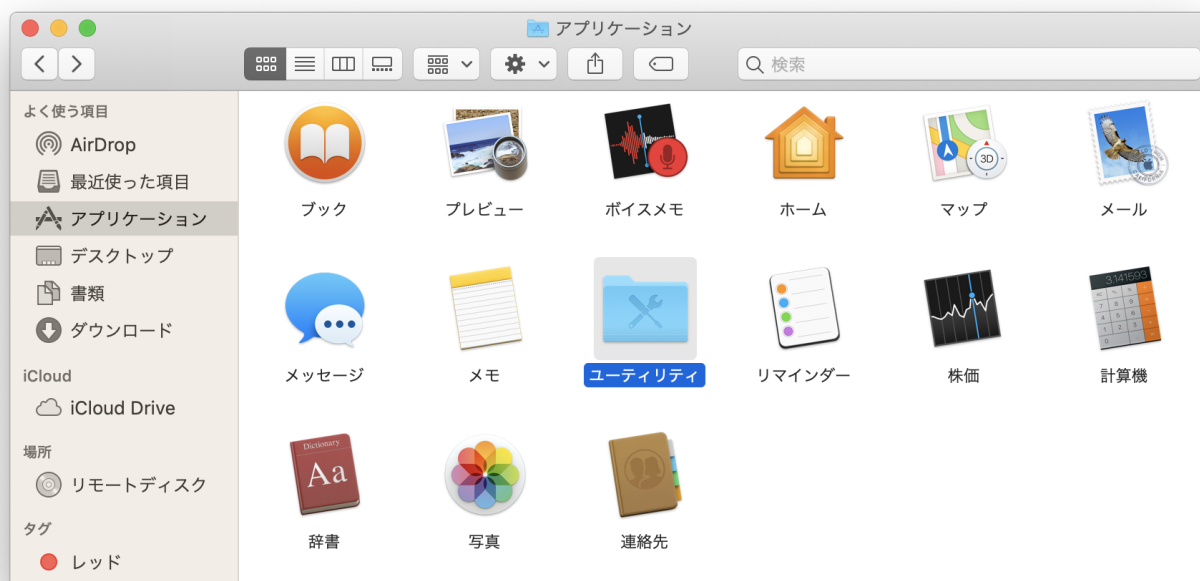 アプリケーション
検索
よく使う項目
AirDrop
最近使った項目
アプリケーション
デスクトップ
書類
ダウンロード
iCloud
iCloud Drive
場所
リモートディスク
タグ
レッド
3D
ブック
プレビュー
ボイスメモ
ホーム
マップ
メール
3.141593
メッセージ
メモ
ユーティリティ
リマインダー
株価
計算機
Dictionary
Aa
辞書
写真
連絡先